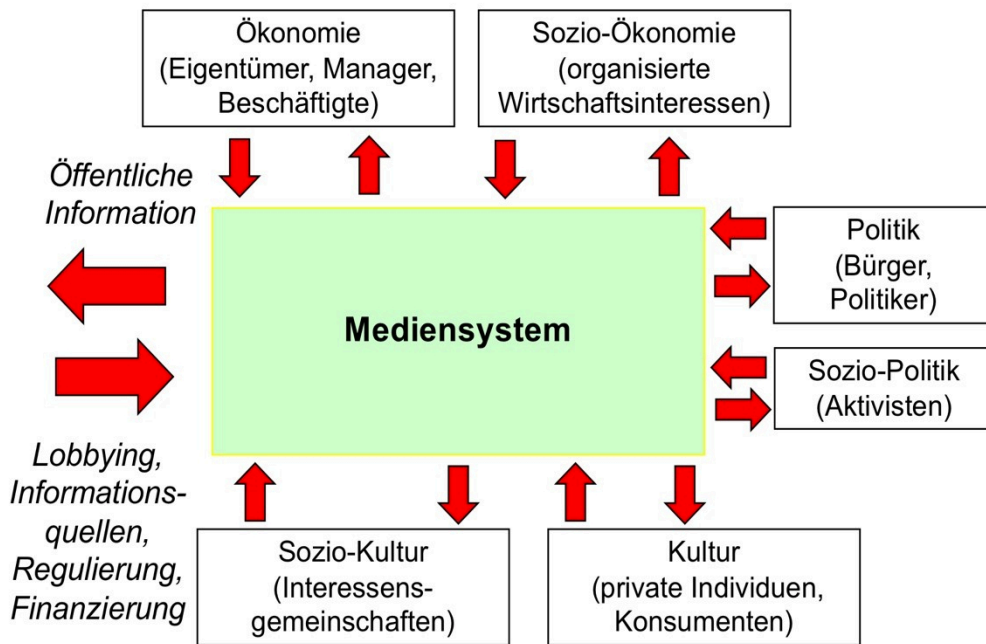 Ökonomie
(Eigentümer, Manager,
Beschäftigte)
Sozio-Ökonomie
(organisierte
Wirtschaftsinteressen)
Öffentliche
Information
Politik
(Bürger,
Politiker)
Mediensystem
Sozio-Politik
(Aktivisten)
Lobbying,
Informations-
quellen,
Regulierung,
Finanzierung
Sozio-Kultur
(Interessens-
gemeinschaften)
Kultur
(private Individuen,
Konsumenten)